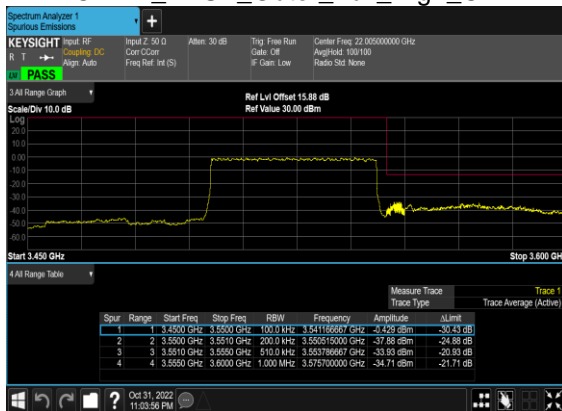 Spectrum Analyzer 1
Spurious Emissions
+
KEYSIGHT Input: RF Input Z: 50 Ω Atten: 30 dB Trig: Free Run Center Freq: 22.005000000 GHz
R T Coupling: DC Corr CCorr Gate: Off Avg|Hold: 100/100
Align: Auto Freq Ref: Int (S) IF Gain: Low Radio Std: None
PASS
3 All Range Graph
Ref Lvl Offset 15.88 dB
Scale/Div 10.0 dB Ref Value 30.00 dBm
Log
20.0
10.0
0.00
-10.0
-20.0
-30.0
-40.0
-50.0
-60.0
Start 3.450 GHz Stop 3.600 GH
4 All Range Table
Measure Trace Trace 1
Trace Type Trace Average (Active)
Spur Range Start Freq Stop Freq RBW Frequency Amplitude ΔLimit
1 1 3.4500 GHz 3.5500 GHz 100.0 kHz 3.541166667 GHz -0.429 dBm -30.43 dB
2 2 3.5500 GHz 3.5510 GHz 200.0 kHz 3.550515000 GHz -37.88 dBm -24.88 dB
3 3 3.5510 GHz 3.5550 GHz 510.0 kHz 3.553786667 GHz -33.93 dBm -20.93 dB
4 4 3.5550 GHz 3.6000 GHz 1.000 MHz 3.575700000 GHz -34.71 dBm -21.71 dB
? Oct 31, 2022
11:03:56 PM